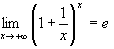 lim x→+∞ (1 + 1/x)^x = e